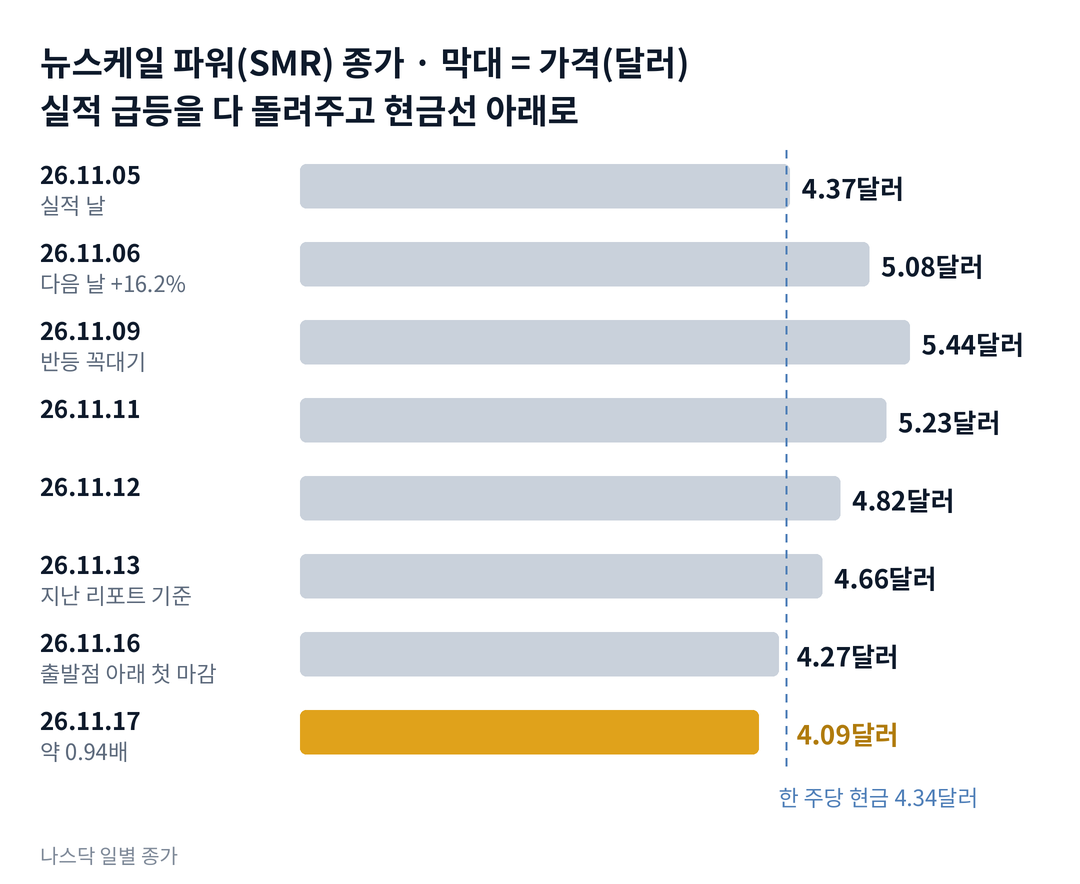 뉴스케일 파워(SMR) 종가 · 막대 = 가격(달러)
실적 급등을 다 돌려주고 현금선 아래로
26.11.05
실적 날
4.37달러
26.11.06
다음 날 +16.2%
5.08달러
26.11.09
반등 꼭대기
5.44달러
26.11.11
5.23달러
26.11.12
4.82달러
26.11.13
지난 리포트 기준
4.66달러
26.11.16
출발점 아래 첫 마감
4.27달러
26.11.17
약 0.94배
4.09달러
한 주당 현금 4.34달러
나스닥 일별 종가